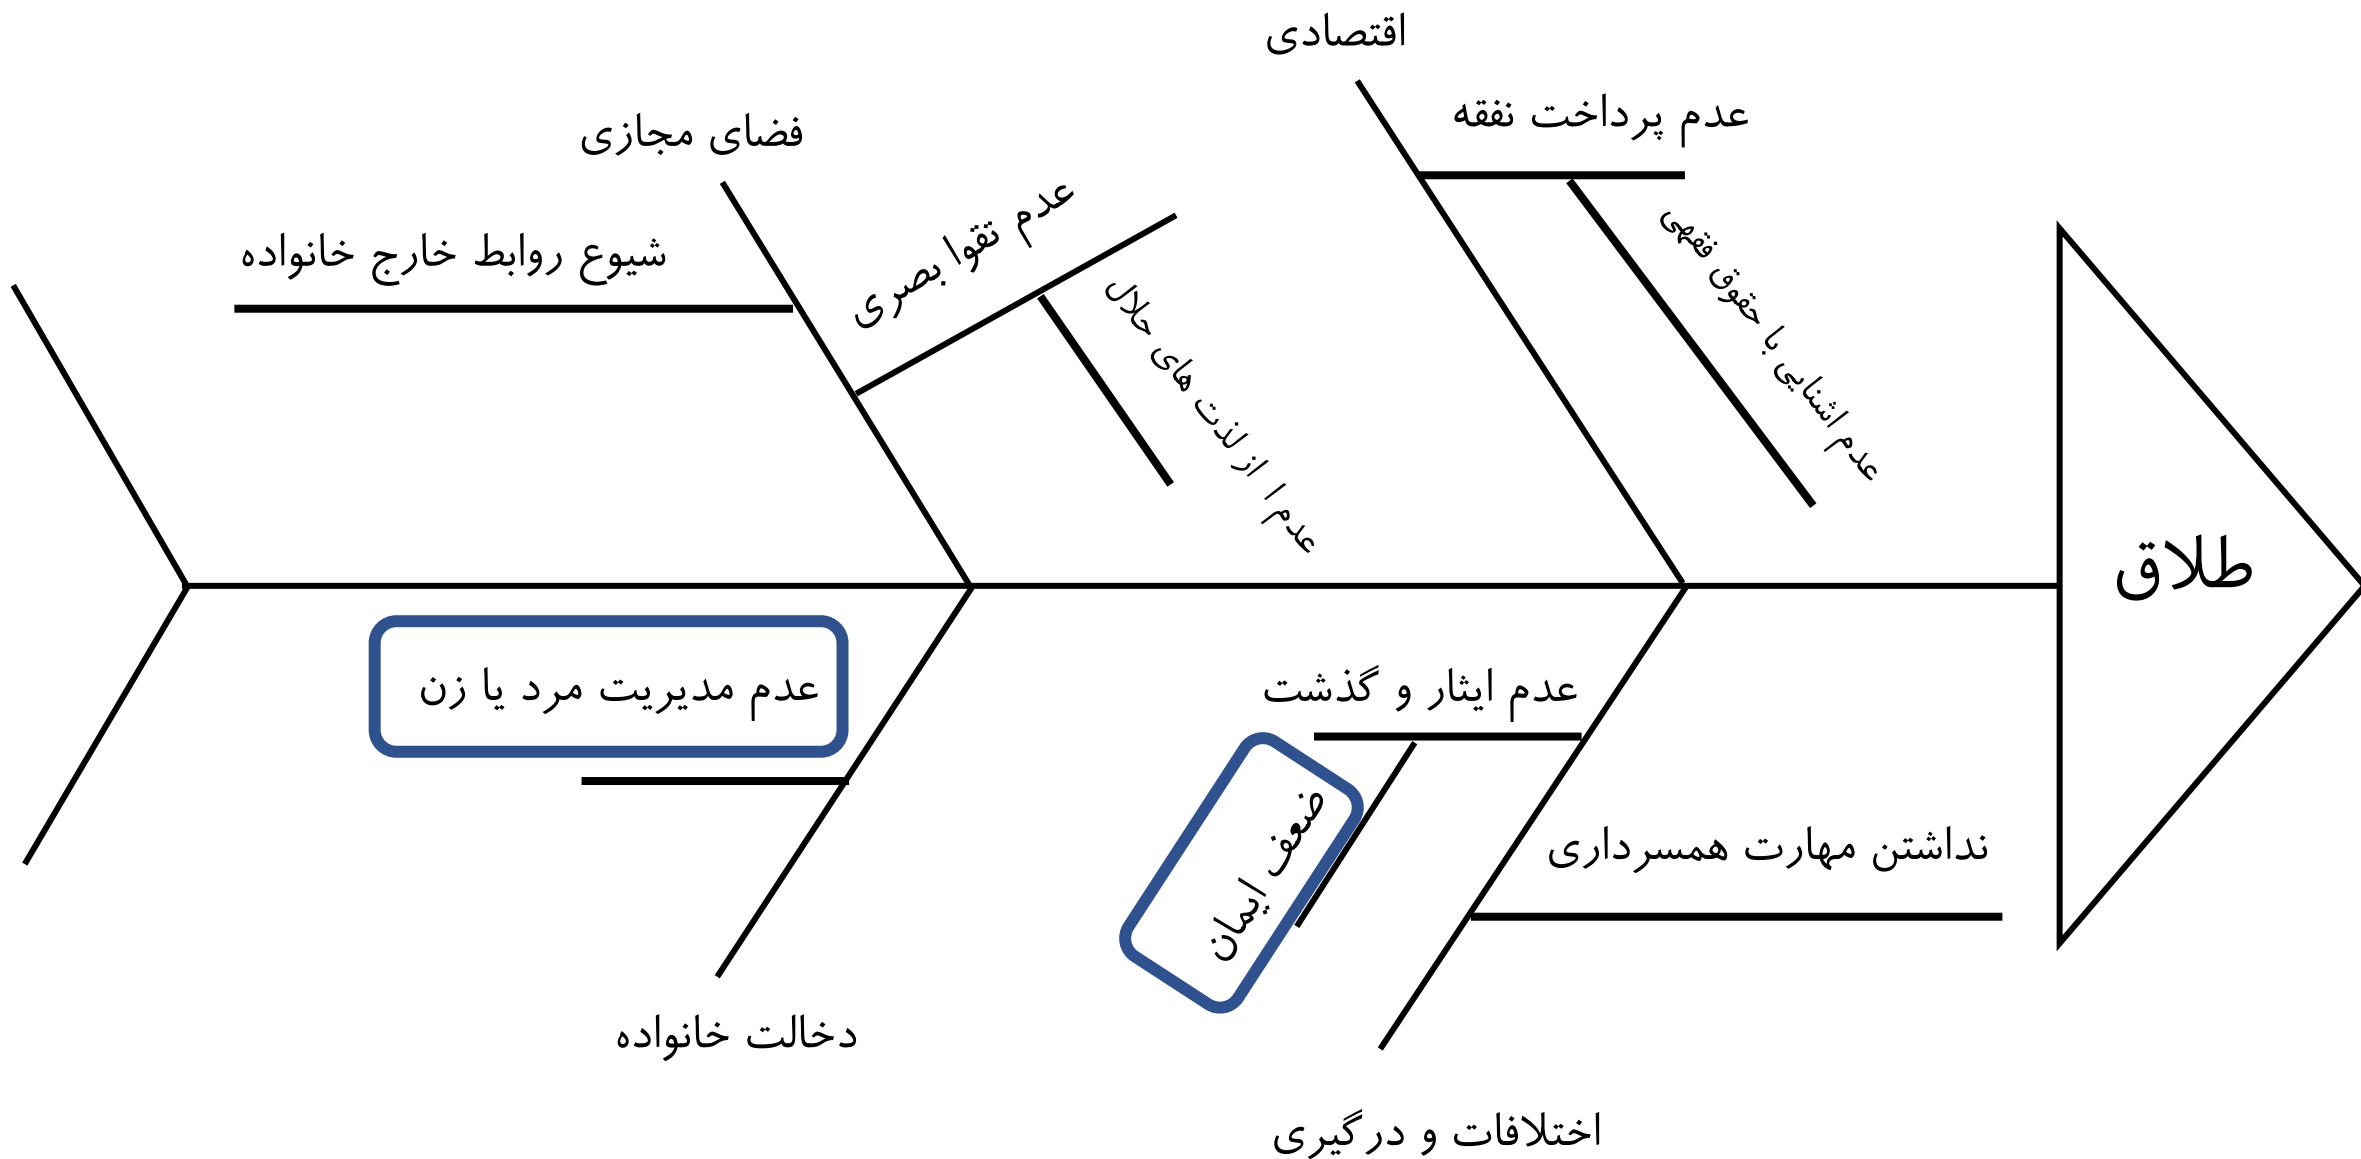 اقتصادی
عدم پرداخت نفقه
عدم اشنایی با حقوق فقهی
فضای مجازی
عدم تقوا بصری
عدم ا از لذت های حلال
شیوع روابط خارج خانواده
طلاق
عدم مدیریت مرد یا زن
دخالت خانواده
عدم ایثار و گذشت
ضعف ایمان
نداشتن مهارت همسرداری
اختلافات و درگیری